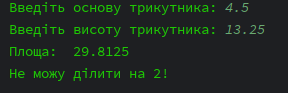 Введіть основу трикутника: 4.5
Введіть висоту трикутника: 13.25
Площа:  29.8125
Не можу ділити на 2!